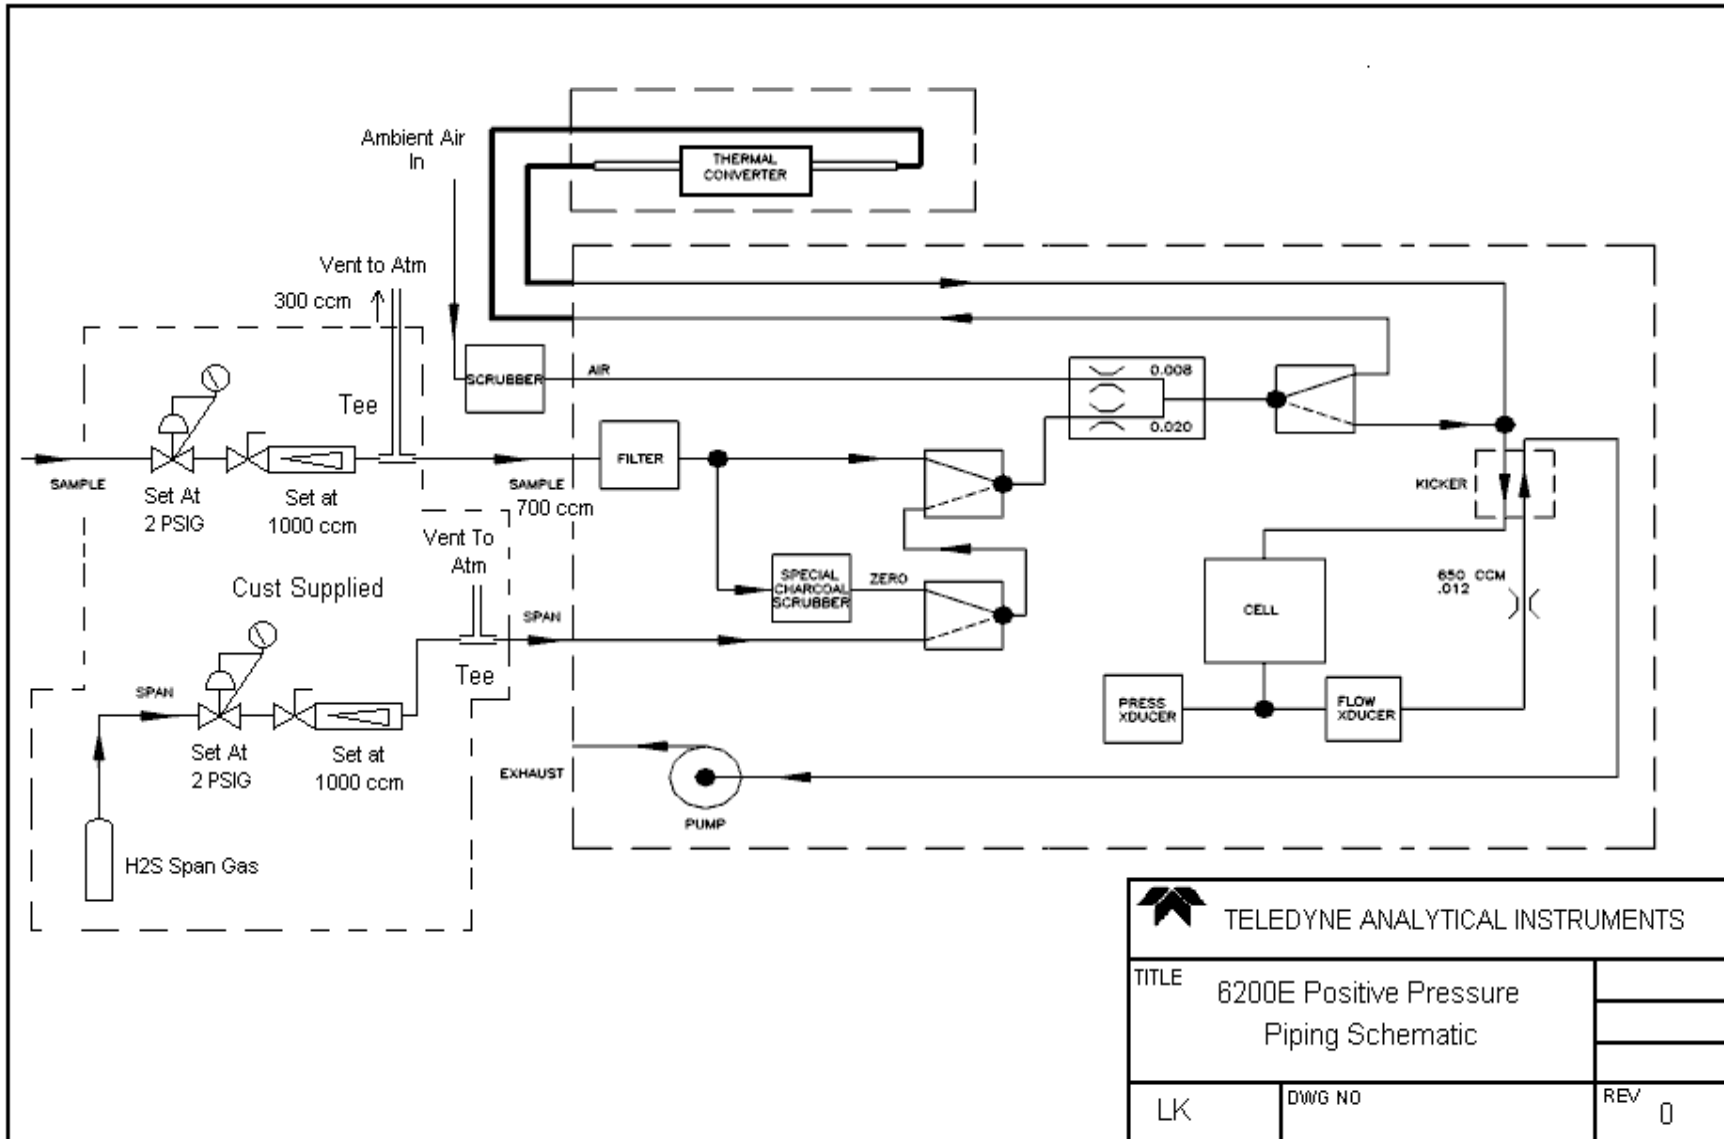 THERMAL
CONVERTER
Ambient Air
In
Vent to Atm
300 ccm
SCRUBBER
AIR
0.008
0.020
Tee
SAMPLE
Set At
2 PSIG
Set at
1000 ccm
SAMPLE
700 ccm
FILTER
KICKER
Vent To
Atm
Cust Supplied
SPECIAL
CHARCOAL
SCRUBBER
ZERO
SPAN
Tee
CELL
650 CCM
.012
SPAN
Set At
2 PSIG
Set at
1000 ccm
PRESS
XDUCER
FLOW
XDUCER
EXHAUST
PUMP
H2S Span Gas
TELEDYNE ANALYTICAL INSTRUMENTS
TITLE
6200E Positive Pressure
Piping Schematic
LK
DWG NO
REV
0